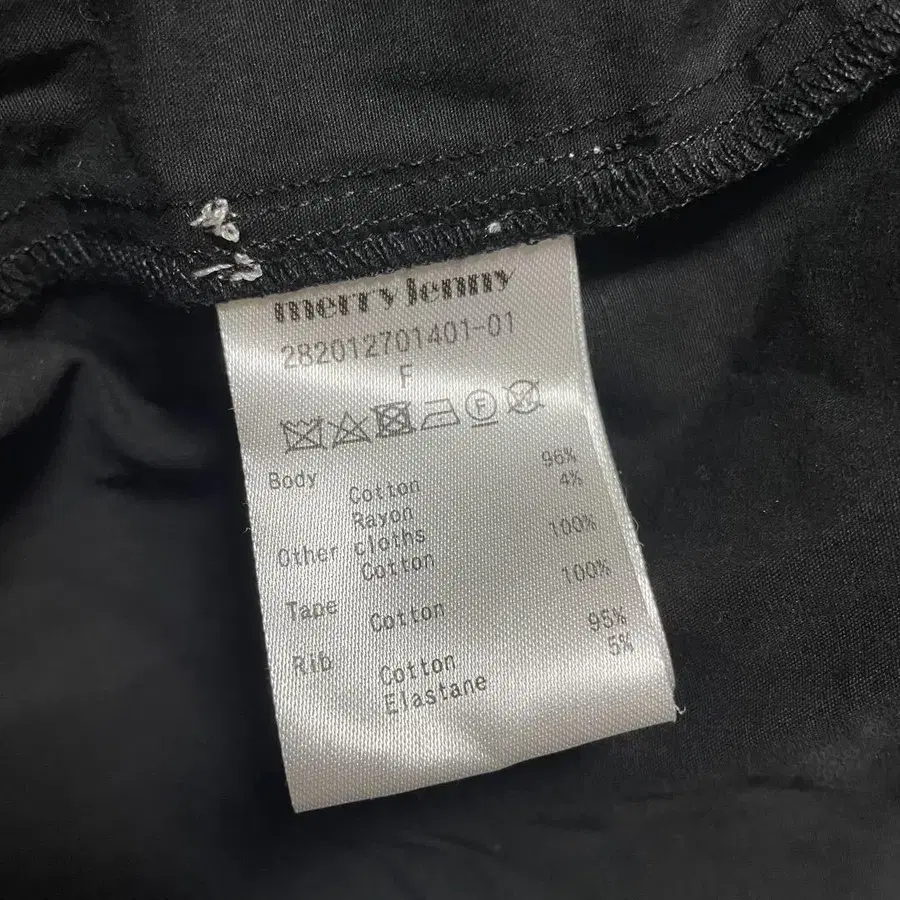 merry jenny
282012701401-01
F
F
Body
Cotton 96%
Rayon 4%
Other cloths
Cotton 100%
Tape
Cotton 100%
Rib
Cotton 95%
Elastane 5%